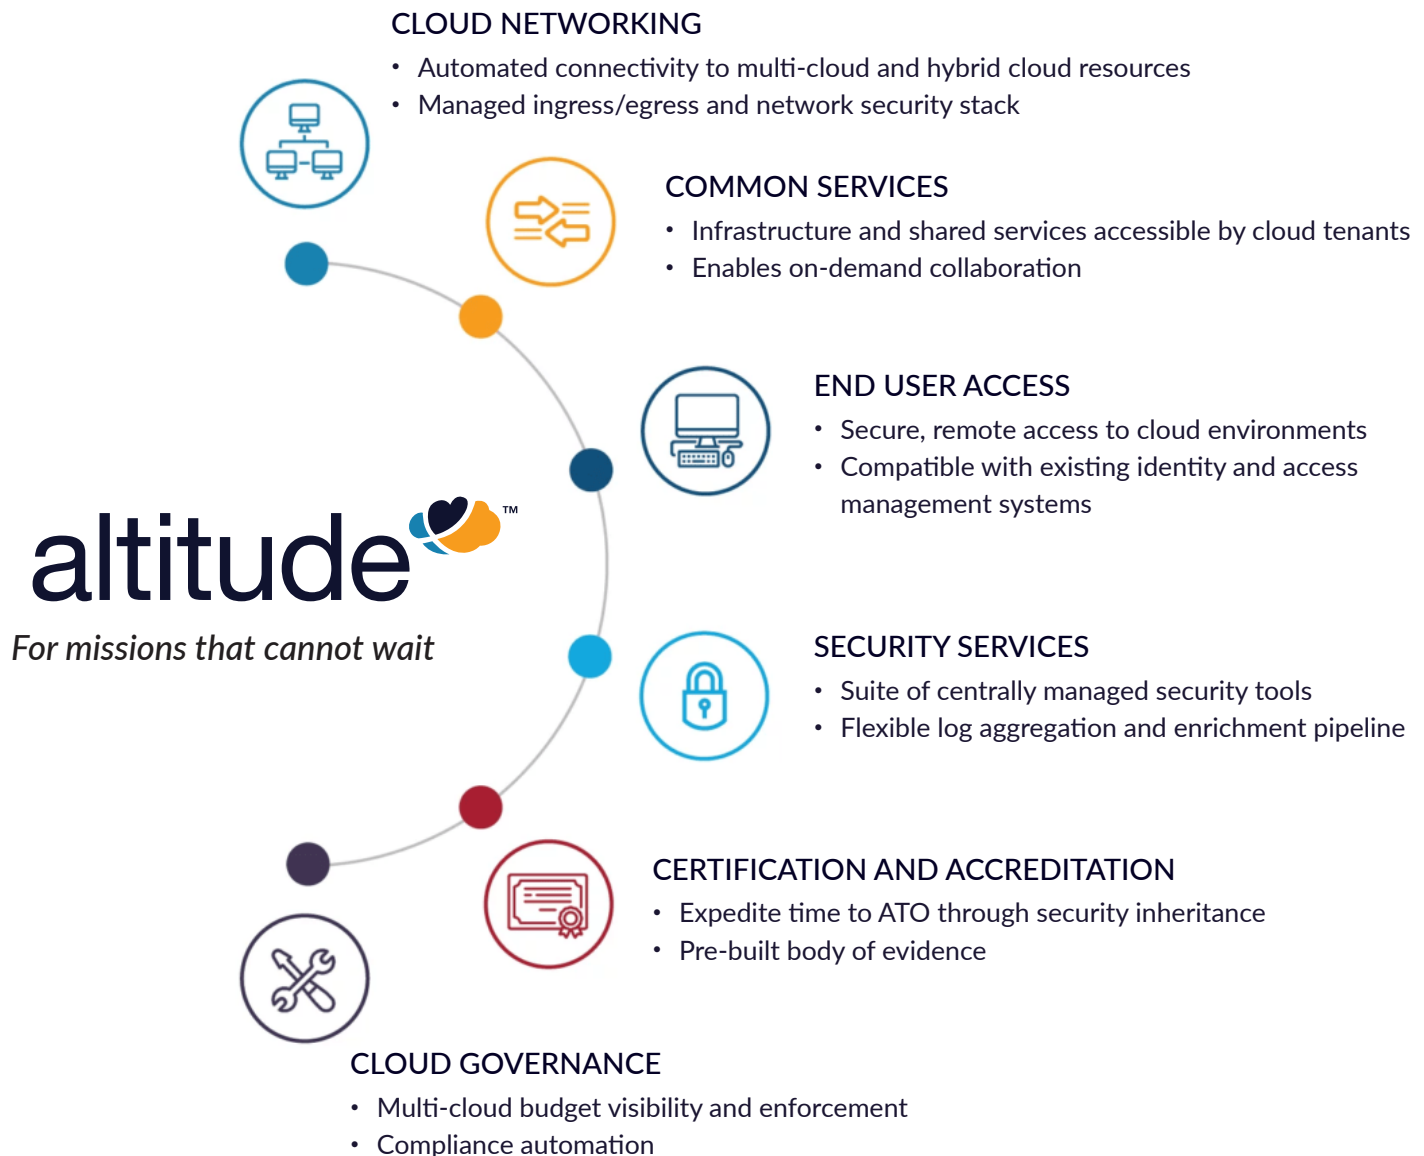 CLOUD NETWORKING
• Automated connectivity to multi-cloud and hybrid cloud resources
• Managed ingress/egress and network security stack
COMMON SERVICES
• Infrastructure and shared services accessible by cloud tenants
• Enables on-demand collaboration
END USER ACCESS
• Secure, remote access to cloud environments
• Compatible with existing identity and access
management systems
altitude™
For missions that cannot wait
SECURITY SERVICES
• Suite of centrally managed security tools
• Flexible log aggregation and enrichment pipeline
CERTIFICATION AND ACCREDITATION
• Expedite time to ATO through security inheritance
• Pre-built body of evidence
CLOUD GOVERNANCE
• Multi-cloud budget visibility and enforcement
• Compliance automation